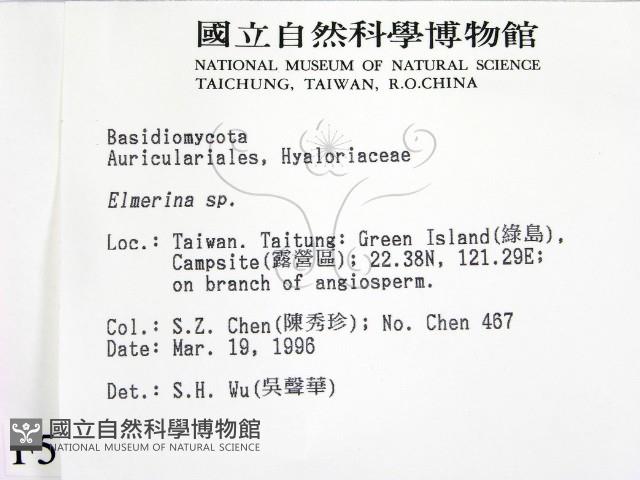 國立自然科學博物館
NATIONAL MUSEUM OF NATURAL SCIENCE
TAICHUNG, TAIWAN, R.O.CHINA
Basidiomycota
Auriculariales, Hyaloriaceae
Elmerina sp.
Loc.: Taiwan. Taitung: Green Island(綠島),
Campsite(露營區); 22.38N, 121.29E;
on branch of angiosperm.
Col.: S.Z. Chen(陳秀珍); No. Chen 467
Date: Mar. 19, 1996
Det.: S.H. Wu(吳聲華)
國立自然科學博物館
NATIONAL MUSEUM OF NATURAL SCIENCE